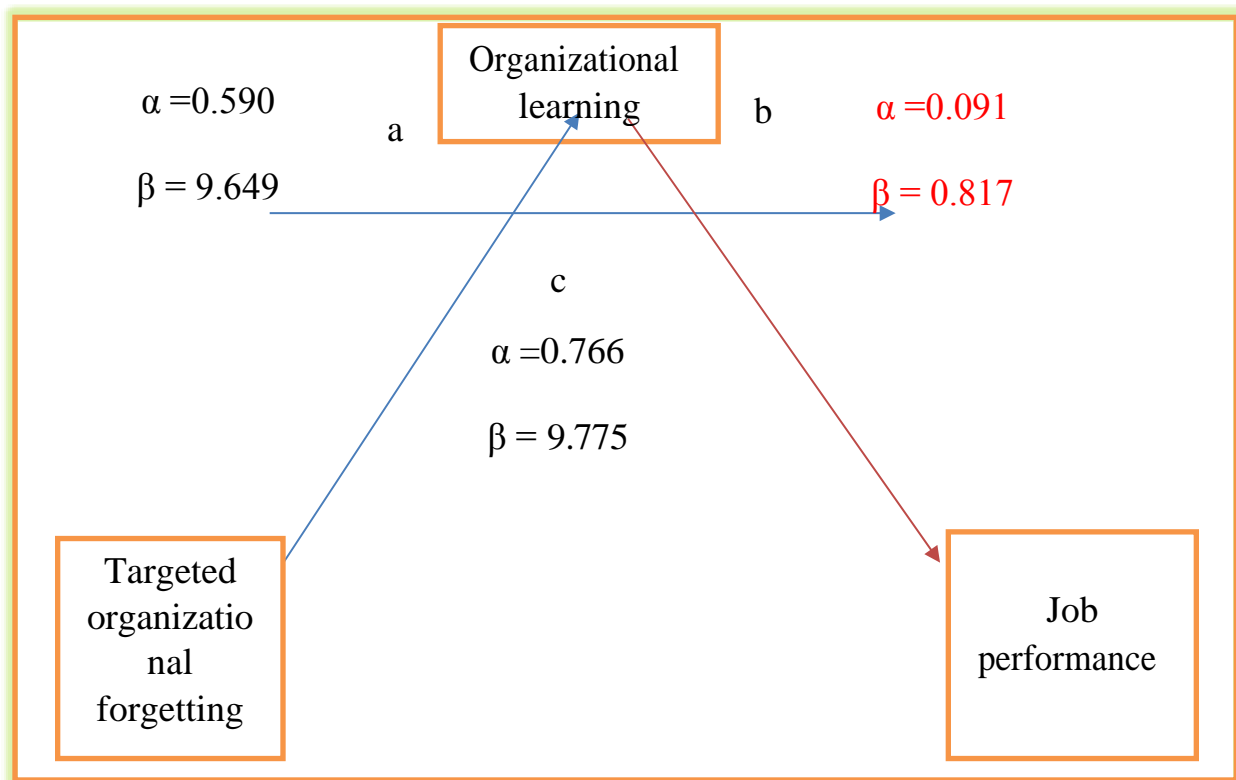 Organizational
learning
α =0.590
a
β = 9.649
b
α =0.091
β = 0.817
c
α =0.766
β = 9.775
Targeted
organizatio
nal
forgetting
Job
performance